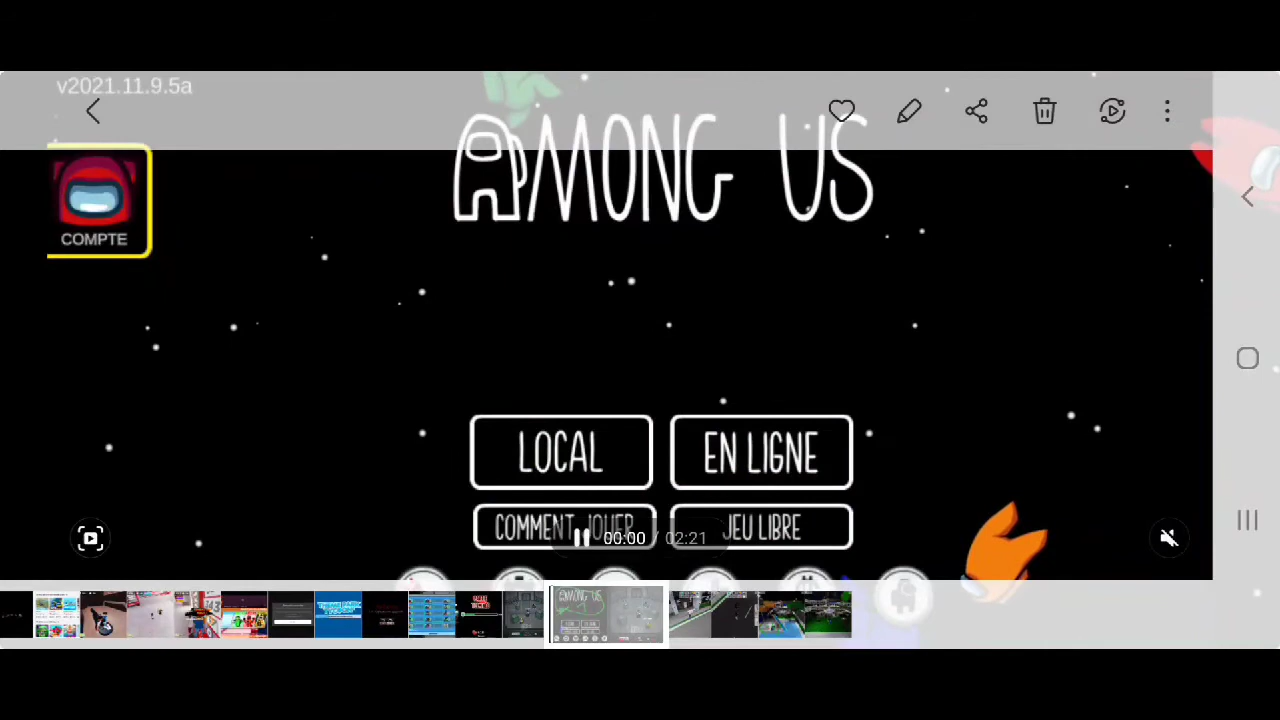 v2021.11.9.5a
AMONG US
COMPTE
LOCAL
EN LIGNE
COMMENT JOUER
JEU LIBRE
00:00 / 02:21